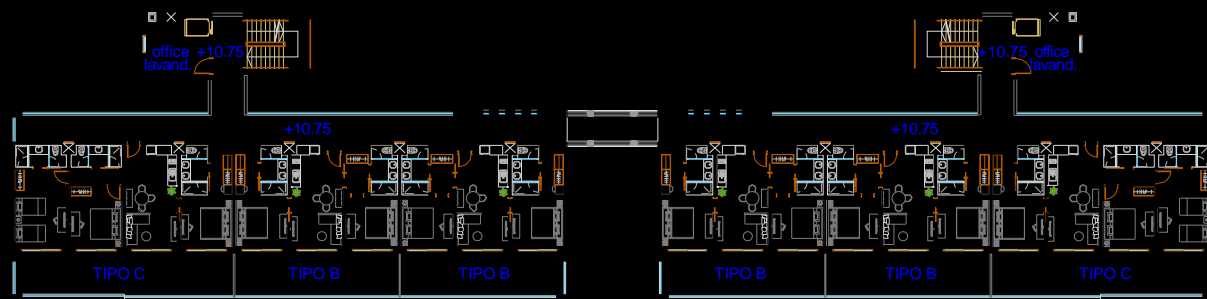 office +10.75
lavand.
+10.75 office
lavand.
+10.75
+10.75
TIPO C
TIPO B
TIPO B
TIPO B
TIPO B
TIPO C